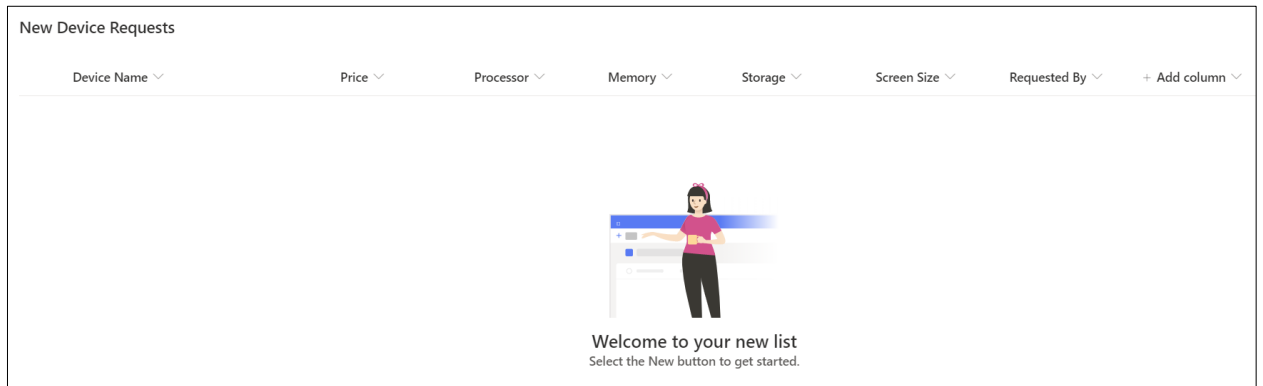 New Device Requests
Device Name Price Processor Memory Storage Screen Size Requested By + Add column
Welcome to your new list
Select the New button to get started.